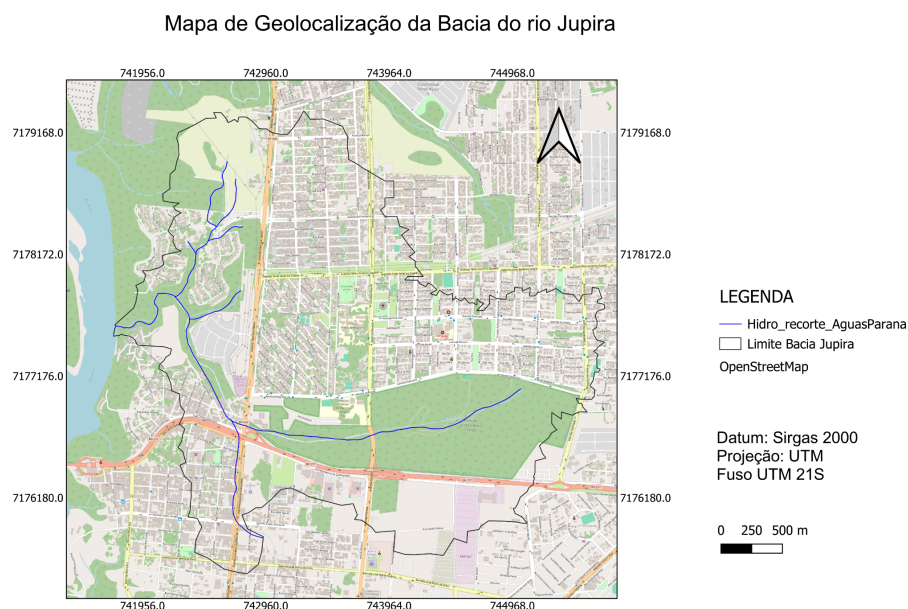 Mapa de Geolocalização da Bacia do rio Jupira
741956.0 742960.0 743964.0 744968.0
7179168.0 7179168.0
7178172.0 7178172.0
7177176.0 7177176.0
7176180.0 7176180.0
741956.0 742960.0 743964.0 744968.0
LEGENDA
Hidro_recorte_AguasParana
Limite Bacia Jupira
OpenStreetMap
Datum: Sirgas 2000
Projeção: UTM
Fuso UTM 21S
0 250 500 m